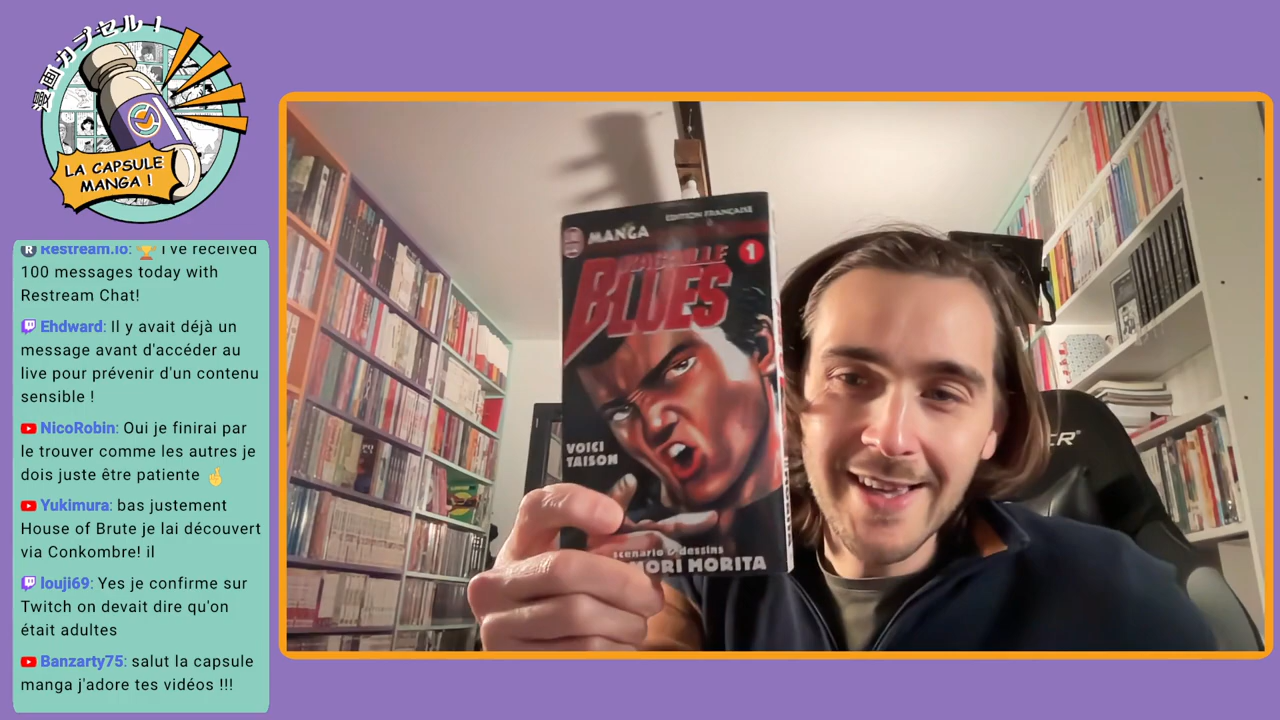 漫画カプセル！
LA CAPSULE
MANGA !
Restream.io: 🏆 I've received
100 messages today with
Restream Chat!
Ehdward: Il y avait déjà un
message avant d'accéder au
live pour prévenir d'un contenu
sensible !
NicoRobin: Oui je finirai par
le trouver comme les autres je
dois juste être patiente 🤞
Yukimura: bas justement
House of Brute je lai découvert
via Conkombre! il
louji69: Yes je confirme sur
Twitch on devait dire qu'on
était adultes
Banzarty75: salut la capsule
manga j'adore tes vidéos !!!
EDITION FRANÇAISE
MANGA
1
BLUES
VOICI
TAISON
scenario & dessins
MORI MORITA